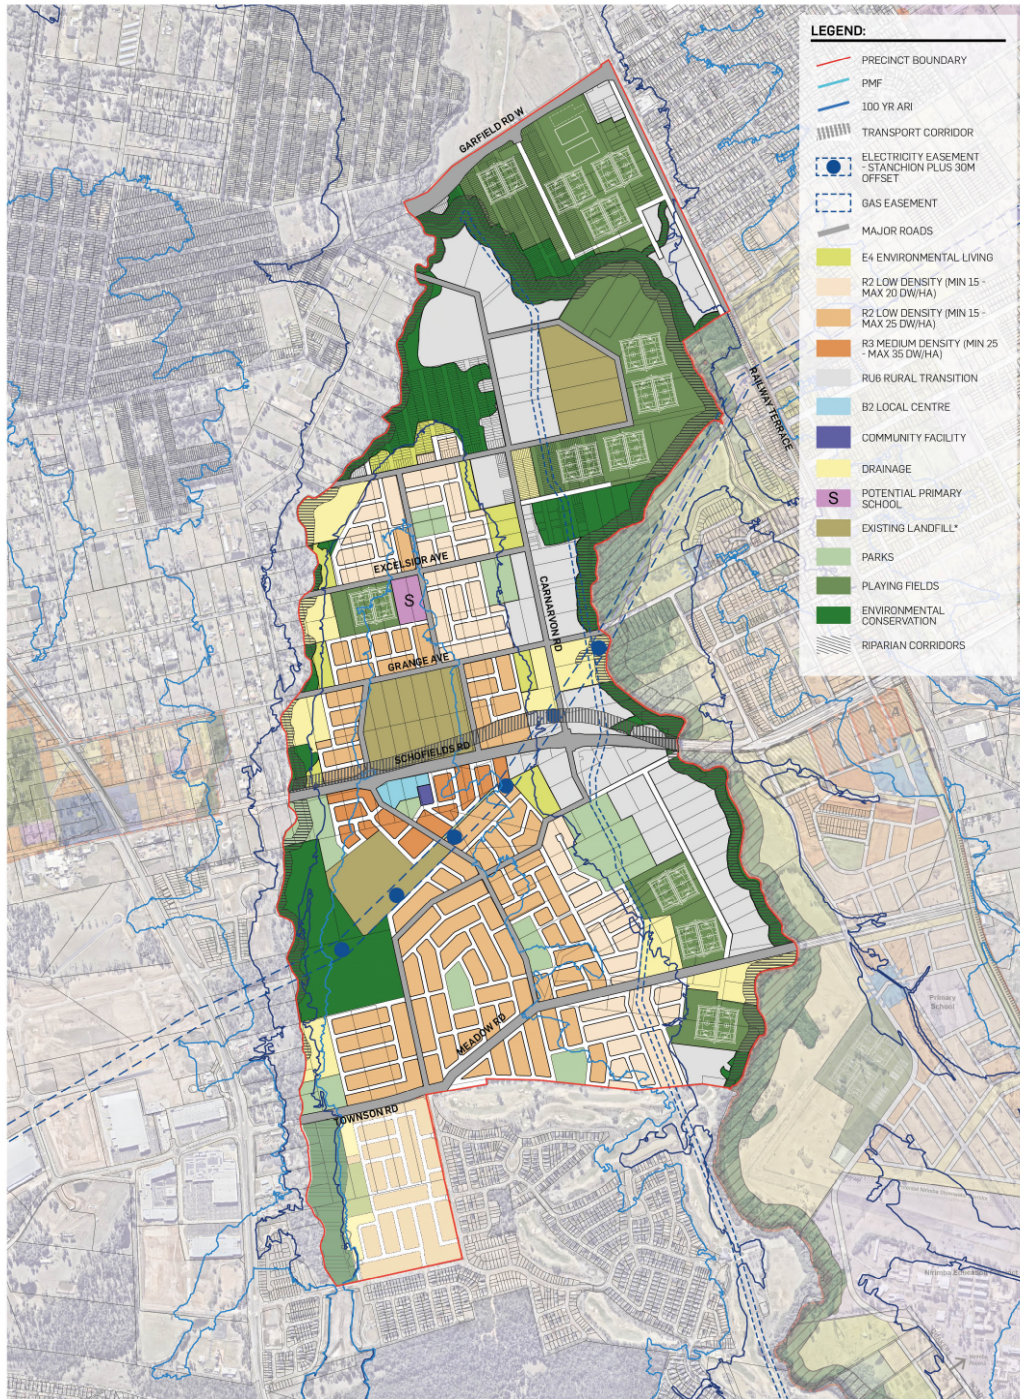 LEGEND:
PRECINCT BOUNDARY
PMF
100 YR ARI
TRANSPORT CORRIDOR
ELECTRICITY EASEMENT
- STANCHION PLUS 30M
OFFSET
GAS EASEMENT
MAJOR ROADS
E4 ENVIRONMENTAL LIVING
R2 LOW DENSITY (MIN 15 -
MAX 20 DW/HA)
R2 LOW DENSITY (MIN 15 -
MAX 25 DW/HA)
R3 MEDIUM DENSITY (MIN 25
- MAX 35 DW/HA)
RU6 RURAL TRANSITION
B2 LOCAL CENTRE
COMMUNITY FACILITY
DRAINAGE
S
POTENTIAL PRIMARY
SCHOOL
EXISTING LANDFILL*
PARKS
PLAYING FIELDS
ENVIRONMENTAL
CONSERVATION
RIPARIAN CORRIDORS
GARFIELD RD W
RAILWAY TERRACE
EXCELSIOR AVE
S
CARNARVON RD
GRANGE AVE
SCHOFIELDS RD
MEADOW RD
TOWNSON RD
Primary
School